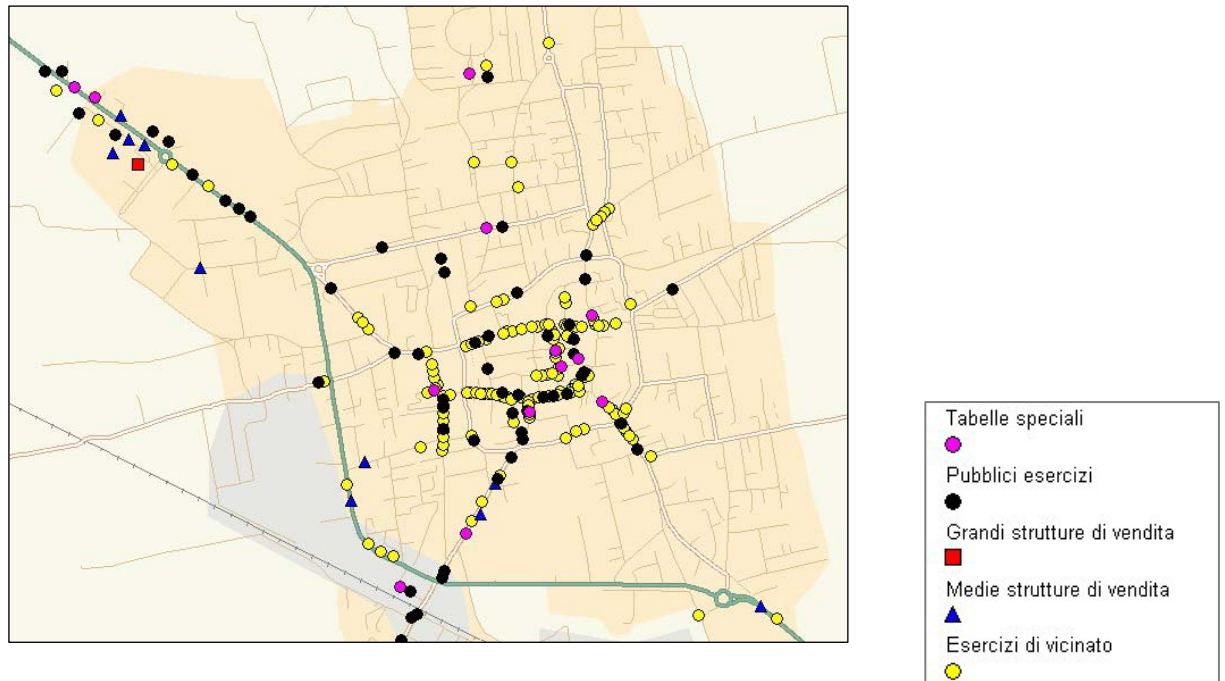 Tabelle speciali
Pubblici esercizi
Grandi strutture di vendita
Medie strutture di vendita
Esercizi di vicinato